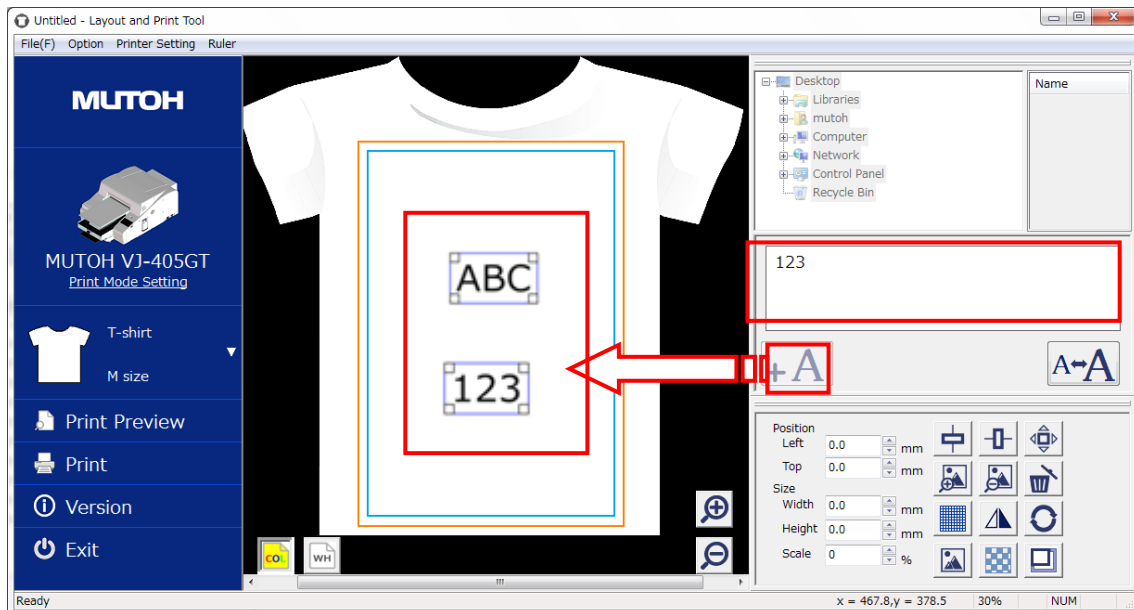 Untitled - Layout and Print Tool
File(F) Option Printer Setting Ruler
MUTOH
MUTOH VJ-405GT
Print Mode Setting
T-shirt
M size
Print Preview
Print
Version
Exit
ABC
123
COL
WH
Desktop
Libraries
mutoh
Computer
Network
Control Panel
Recycle Bin
Name
123
+A
A↔A
Position
Left 0.0 mm
Top 0.0 mm
Size
Width 0.0 mm
Height 0.0 mm
Scale 0 %
Ready x = 467.8,y = 378.5 30% NUM